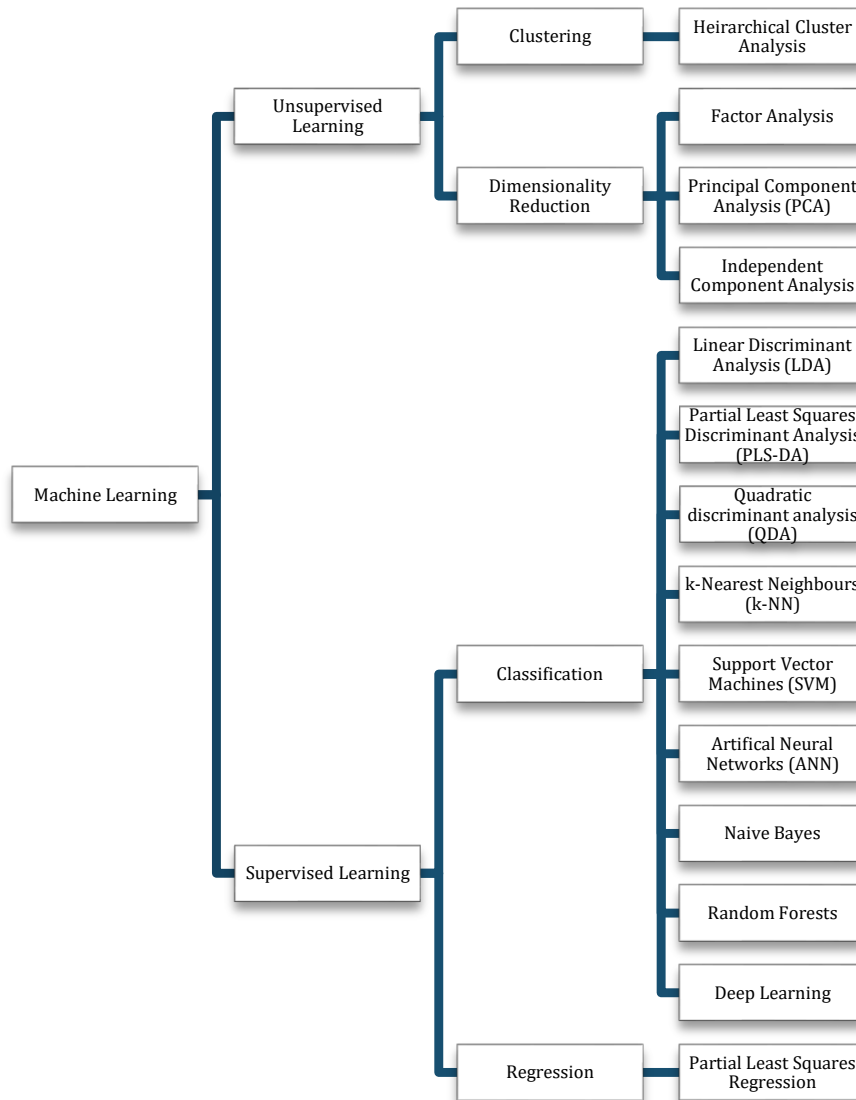 Clustering
Heirarchical Cluster
Analysis
Unsupervised
Learning
Factor Analysis
Dimensionality
Reduction
Principal Component
Analysis (PCA)
Independent
Component Analysis
Linear Discriminant
Analysis (LDA)
Partial Least Squares
Discriminant Analysis
(PLS-DA)
Machine Learning
Quadratic
discriminant analysis
(QDA)
k-Nearest Neighbours
(k-NN)
Classification
Support Vector
Machines (SVM)
Artifical Neural
Networks (ANN)
Naive Bayes
Supervised Learning
Random Forests
Deep Learning
Regression
Partial Least Squares
Regression